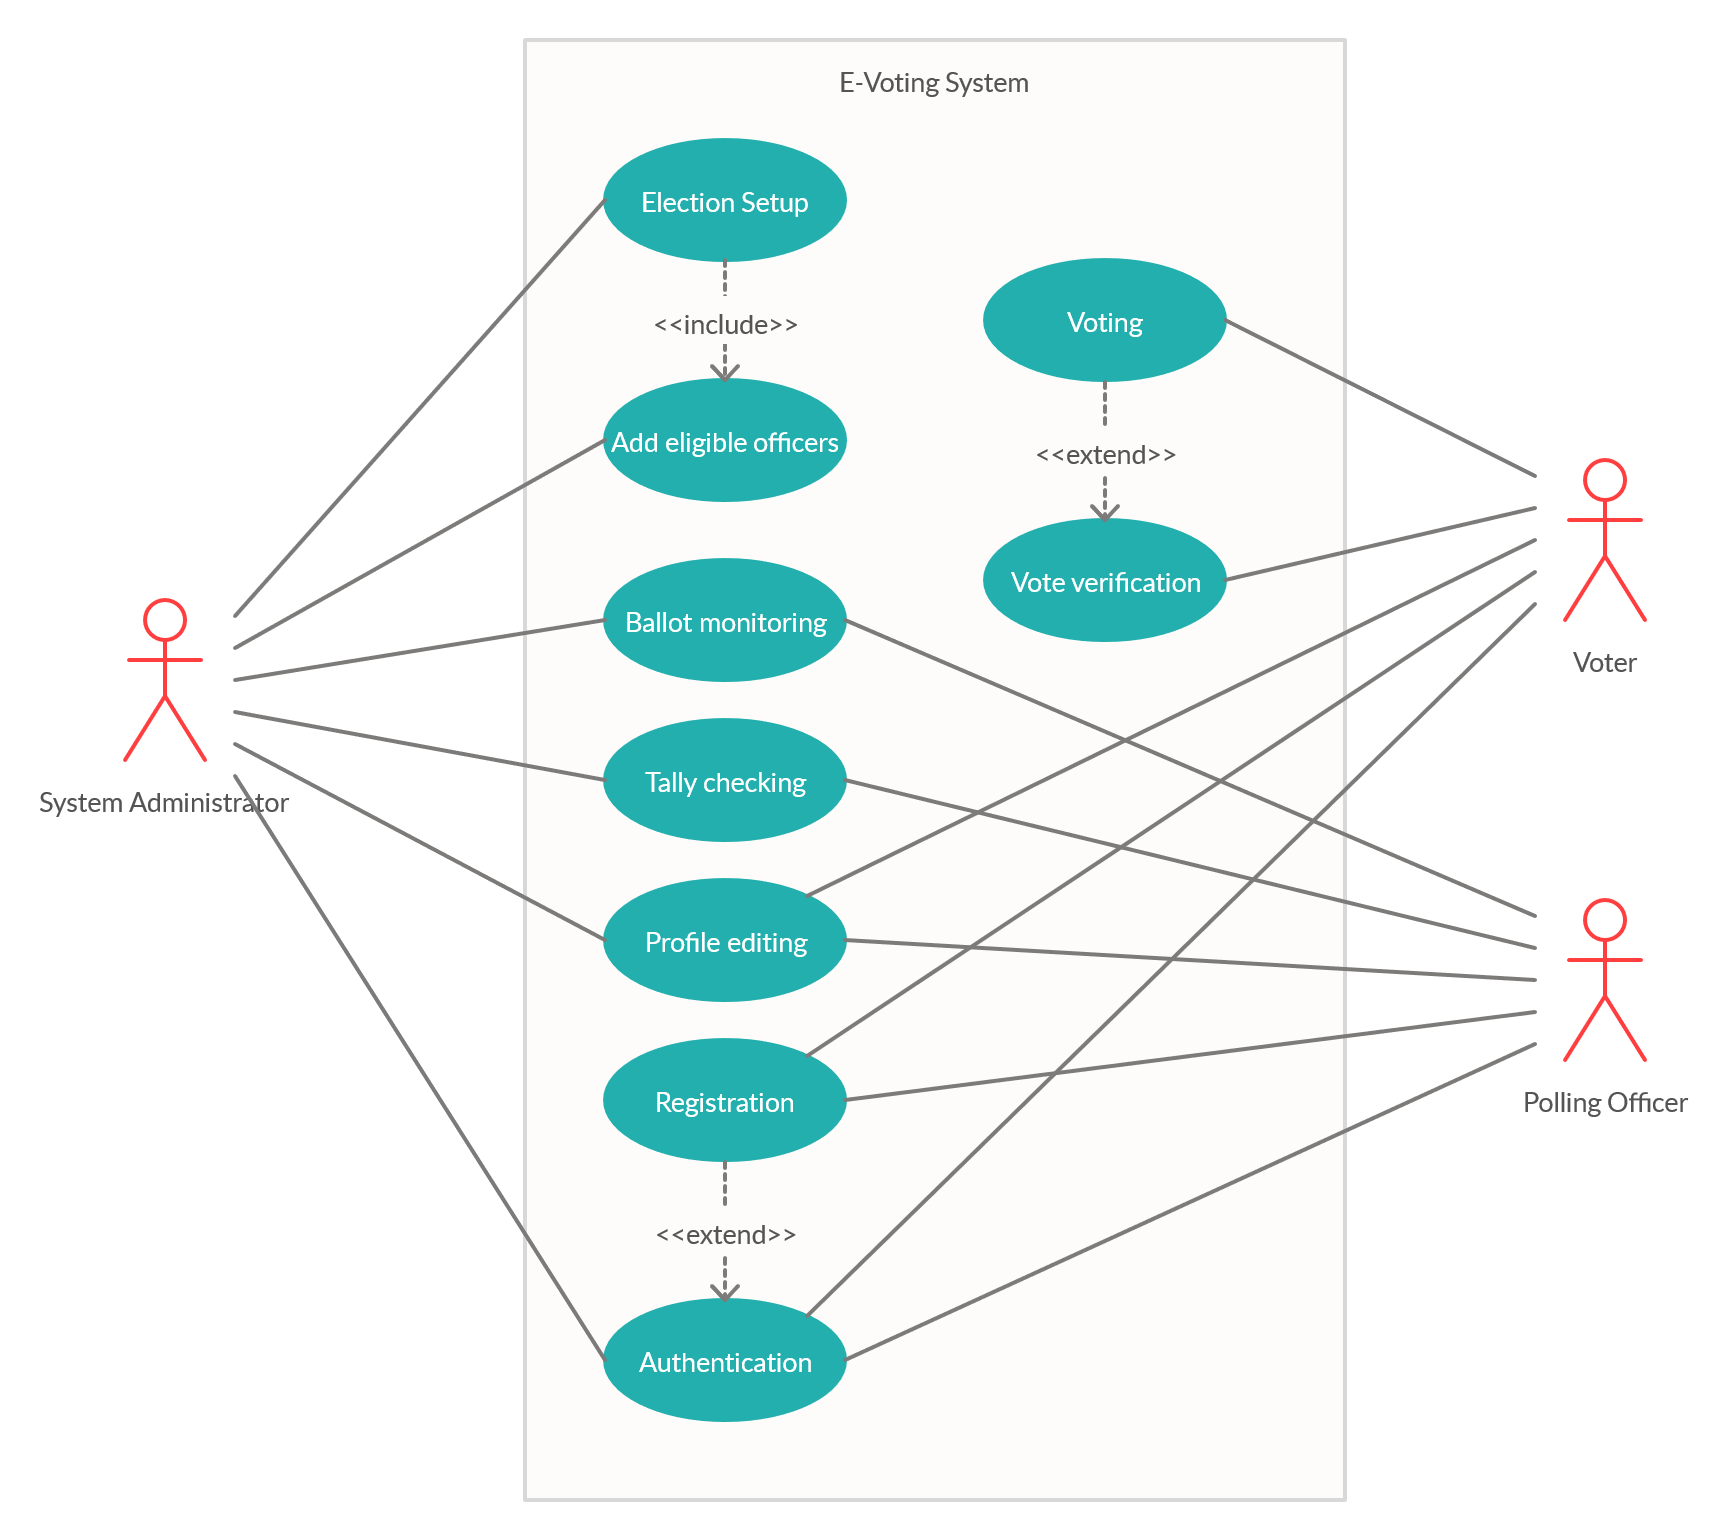 E-Voting System
Election Setup
<<include>>
Voting
Add eligible officers
<<extend>>
Vote verification
Ballot monitoring
Voter
Tally checking
System Administrator
Profile editing
Registration
Polling Officer
<<extend>>
Authentication